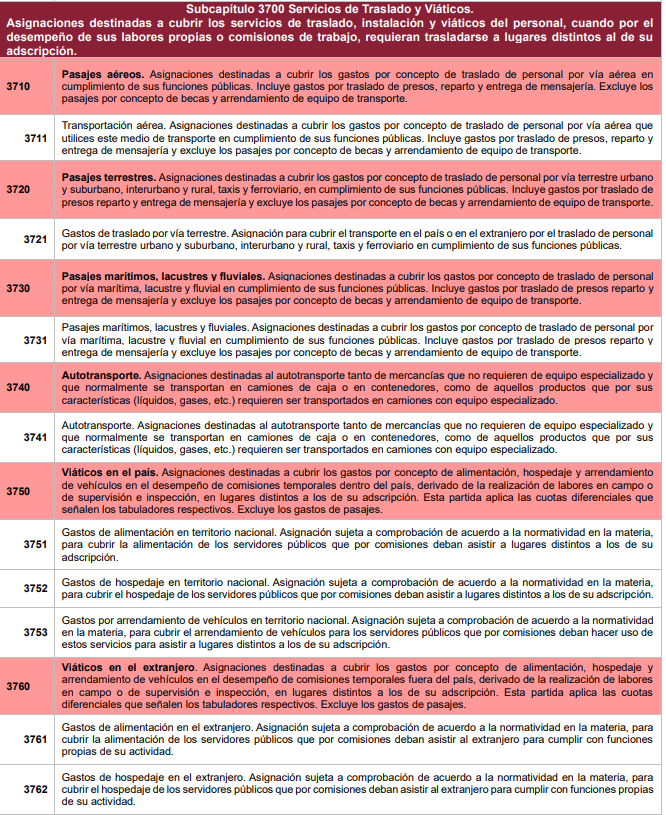 Subcapítulo 3700 Servicios de Traslado y Viáticos.
Asignaciones destinadas a cubrir los servicios de traslado, instalación y viáticos del personal, cuando por el
desempeño de sus labores propias o comisiones de trabajo, requieran trasladarse a lugares distintos al de su
adscripción.
3710
Pasajes aéreos. Asignaciones destinadas a cubrir los gastos por concepto de traslado de personal por vía aérea en
cumplimiento de sus funciones públicas. Incluye gastos por traslado de presos, reparto y entrega de mensajería. Excluye los
pasajes por concepto de becas y arrendamiento de equipo de transporte.
3711
Transportación aérea. Asignaciones destinadas a cubrir los gastos por concepto de traslado de personal por vía aérea que
utilices este medio de transporte en cumplimiento de sus funciones públicas. Incluye gastos por traslado de presos, reparto y
entrega de mensajería y excluye los pasajes por concepto de becas y arrendamiento de equipo de transporte.
3720
Pasajes terrestres. Asignaciones destinadas a cubrir los gastos por concepto de traslado de personal por vía terrestre urbano
y suburbano, interurbano y rural, taxis y ferroviario, en cumplimiento de sus funciones públicas. Incluye gastos por traslado de
presos reparto y entrega de mensajería y excluye los pasajes por concepto de becas y arrendamiento de equipo de transporte.
3721
Gastos de traslado por vía terrestre. Asignación para cubrir el transporte en el país o en el extranjero por el traslado de personal
por vía terrestre urbano y suburbano, interurbano y rural, taxis y ferroviario en cumplimiento de sus funciones públicas.
3730
Pasajes marítimos, lacustres y fluviales. Asignaciones destinadas a cubrir los gastos por concepto de traslado de personal
por vía marítima, lacustre y fluvial en cumplimiento de sus funciones públicas. Incluye gastos por traslado de presos reparto y
entrega de mensajería y excluye los pasajes por concepto de becas y arrendamiento de equipo de transporte.
3731
Pasajes marítimos, lacustres y fluviales. Asignaciones destinadas a cubrir los gastos por concepto de traslado de personal por
vía marítima, lacustre y fluvial en cumplimiento de sus funciones públicas. Incluye gastos por traslado de presos reparto y
entrega de mensajería y excluye los pasajes por concepto de becas y arrendamiento de equipo de transporte.
3740
Autotransporte. Asignaciones destinadas al autotransporte tanto de mercancías que no requieren de equipo especializado y
que normalmente se transportan en camiones de caja o en contenedores, como de aquellos productos que por sus
características (líquidos, gases, etc.) requieren ser transportados en camiones con equipo especializado.
3741
Autotransporte. Asignaciones destinadas al autotransporte tanto de mercancías que no requieren de equipo especializado y
que normalmente se transportan en camiones de caja o en contenedores, como de aquellos productos que por sus
características (líquidos, gases, etc.) requieren ser transportados en camiones con equipo especializado.
3750
Viáticos en el país. Asignaciones destinadas a cubrir los gastos por concepto de alimentación, hospedaje y arrendamiento
de vehículos en el desempeño de comisiones temporales dentro del país, derivado de la realización de labores en campo o
de supervisión e inspección, en lugares distintos a los de su adscripción. Esta partida aplica las cuotas diferenciales que
señalen los tabuladores respectivos. Excluye los gastos de pasajes.
3751
Gastos de alimentación en territorio nacional. Asignación sujeta a comprobación de acuerdo a la normatividad en la materia,
para cubrir la alimentación de los servidores públicos que por comisiones deban asistir a lugares distintos a los de su
adscripción.
3752
Gastos de hospedaje en territorio nacional. Asignación sujeta a comprobación de acuerdo a la normatividad en la materia,
para cubrir el hospedaje de los servidores públicos que por comisiones deban asistir a lugares distintos a los de su adscripción.
3753
Gastos por arrendamiento de vehículos en territorio nacional. Asignación sujeta a comprobación de acuerdo a la normatividad
en la materia, para cubrir el arrendamiento de vehículos para los servidores públicos que por comisiones deban hacer uso de
estos servicios para asistir a lugares distintos a los de su adscripción.
3760
Viáticos en el extranjero. Asignaciones destinadas a cubrir los gastos por concepto de alimentación, hospedaje y
arrendamiento de vehículos en el desempeño de comisiones temporales fuera del país, derivado de la realización de labores
en campo o de supervisión e inspección, en lugares distintos a los de su adscripción. Esta partida aplica las cuotas
diferenciales que señalen los tabuladores respectivos. Excluye los gastos de pasajes.
3761
Gastos de alimentación en el extranjero. Asignación sujeta a comprobación de acuerdo a la normatividad en la materia, para
cubrir la alimentación de los servidores públicos que por comisiones deban asistir al extranjero para cumplir con funciones
propias de su actividad.
3762
Gastos de hospedaje en el extranjero. Asignación sujeta a comprobación de acuerdo a la normatividad en la materia, para
cubrir el hospedaje de los servidores públicos que por comisiones deban asistir al extranjero para cumplir con funciones propias
de su actividad.